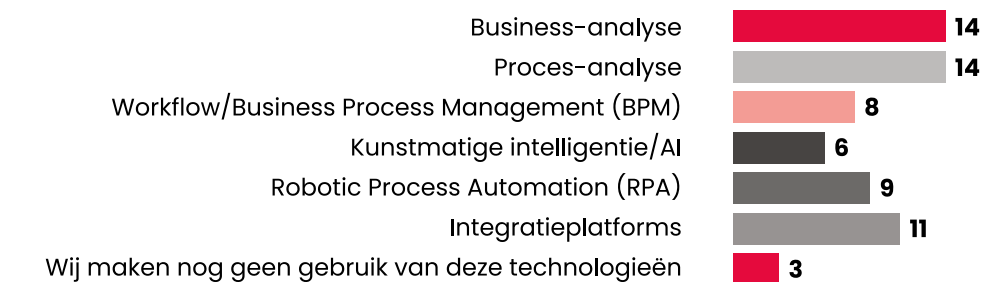 Business-analyse 14
Proces-analyse 14
Workflow/Business Process Management (BPM) 8
Kunstmatige intelligentie/AI 6
Robotic Process Automation (RPA) 9
Integratieplatforms 11
Wij maken nog geen gebruik van deze technologieën 3